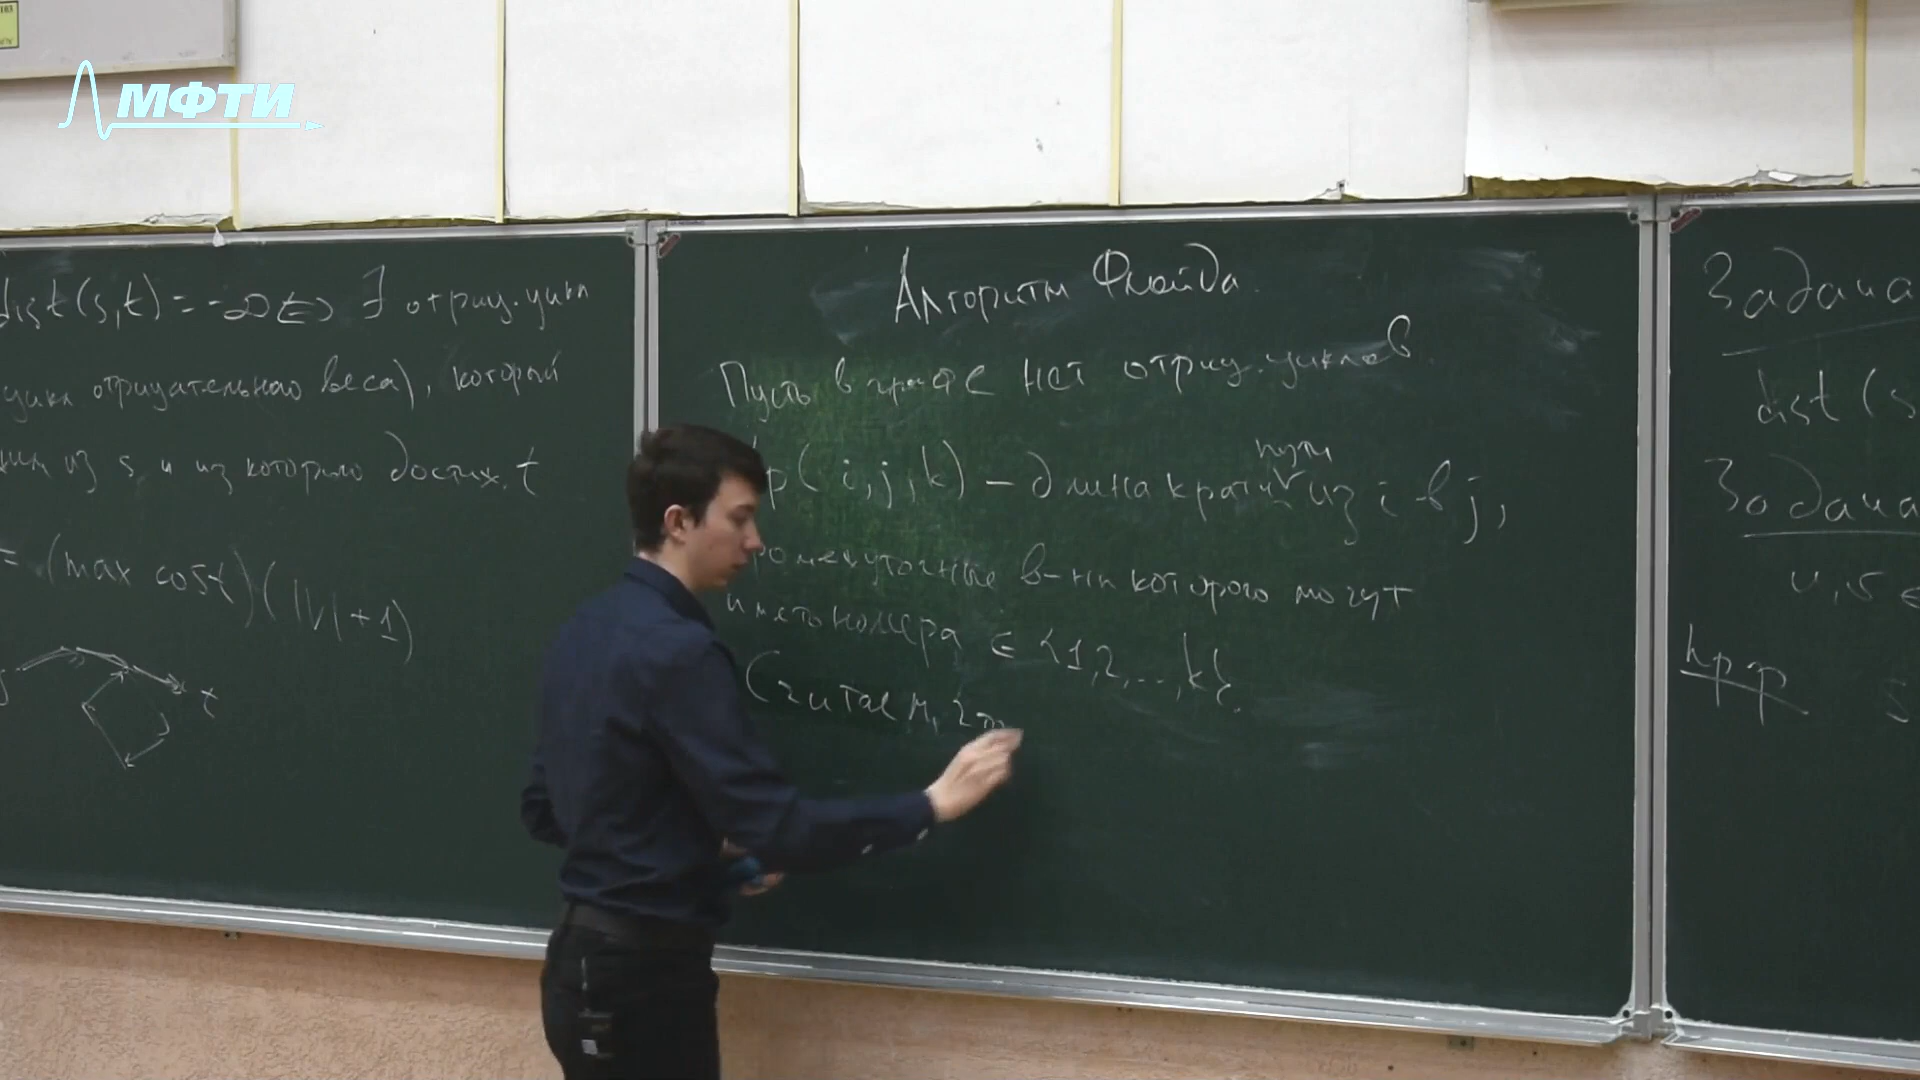 МФТИ
dist(s,t) = -∞ ⇔ ∃ отриц. цикл
цикл отрицательного веса), который
из s и из которого достиж. t
= (max cost)(|V|+1)
t
Алгоритм Флойда.
Пусть в графе нет отриц. циклов.
p(i,j,k) – длина кратч. пути из i в j,
промежуточные в-ны которого могут
иметь номера ∈ {1,2,...,k}.
(Считаем, что
Задача
dist(s
Задача
u,v ∈
Пр
s